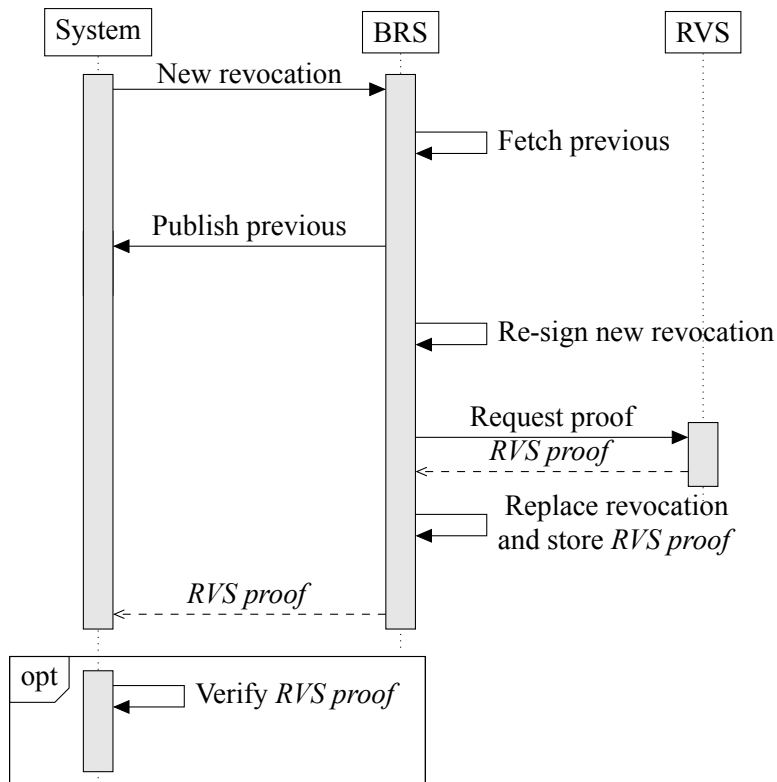 System
BRS
RVS
New revocation
Fetch previous
Publish previous
Re-sign new revocation
Request proof
RVS proof
Replace revocation
and store RVS proof
RVS proof
opt
Verify RVS proof